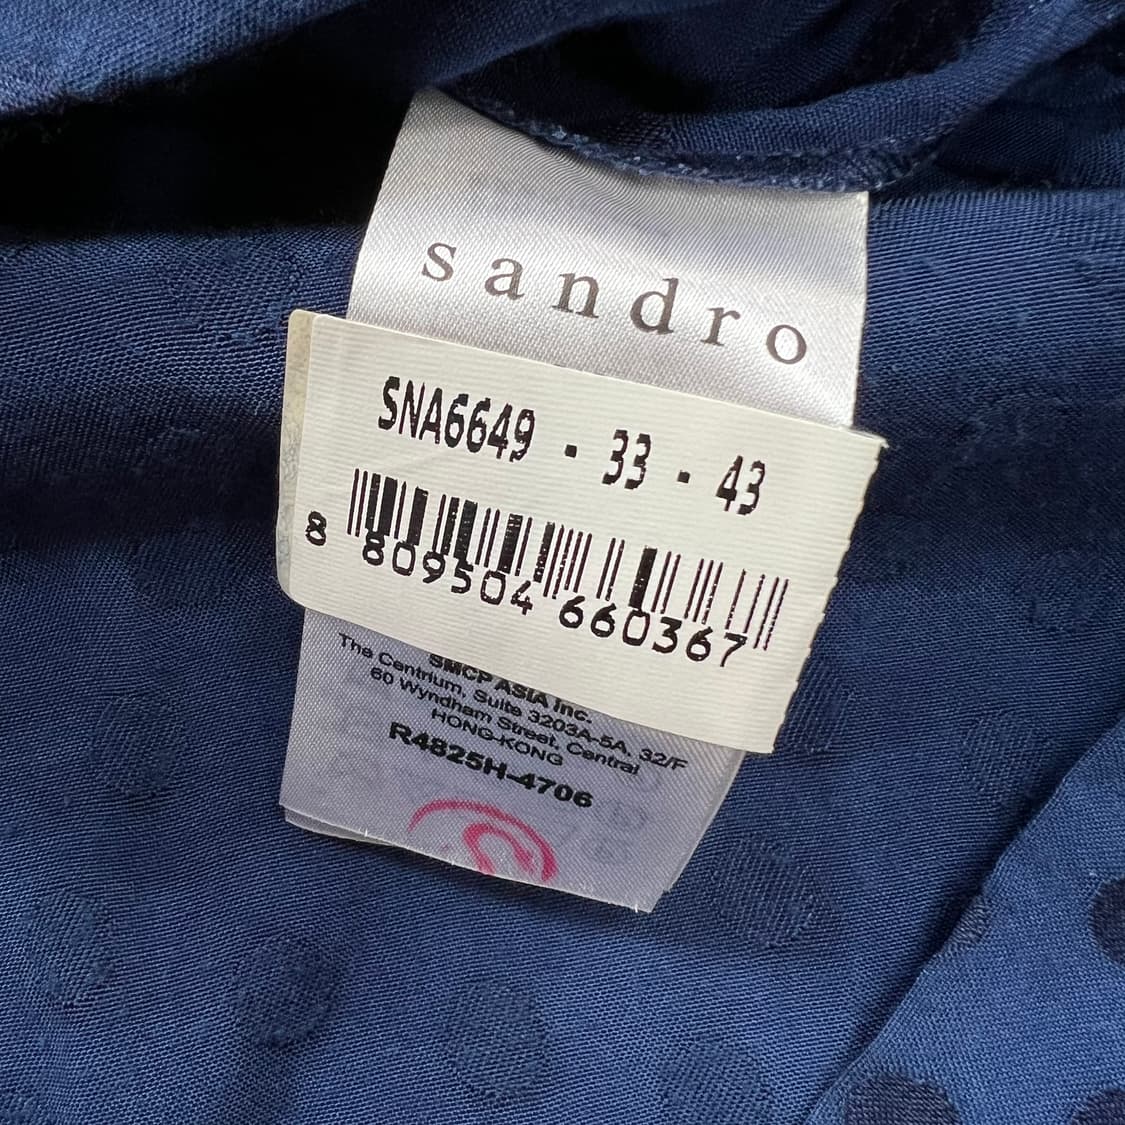 sandro
SNA6649 - 33 - 43
8 809504 660367
SMCP ASIA Inc.
The Centrium, Suite 3203A-5A, 32/F
60 Wyndham Street, Central
HONG-KONG
R4825H-4706